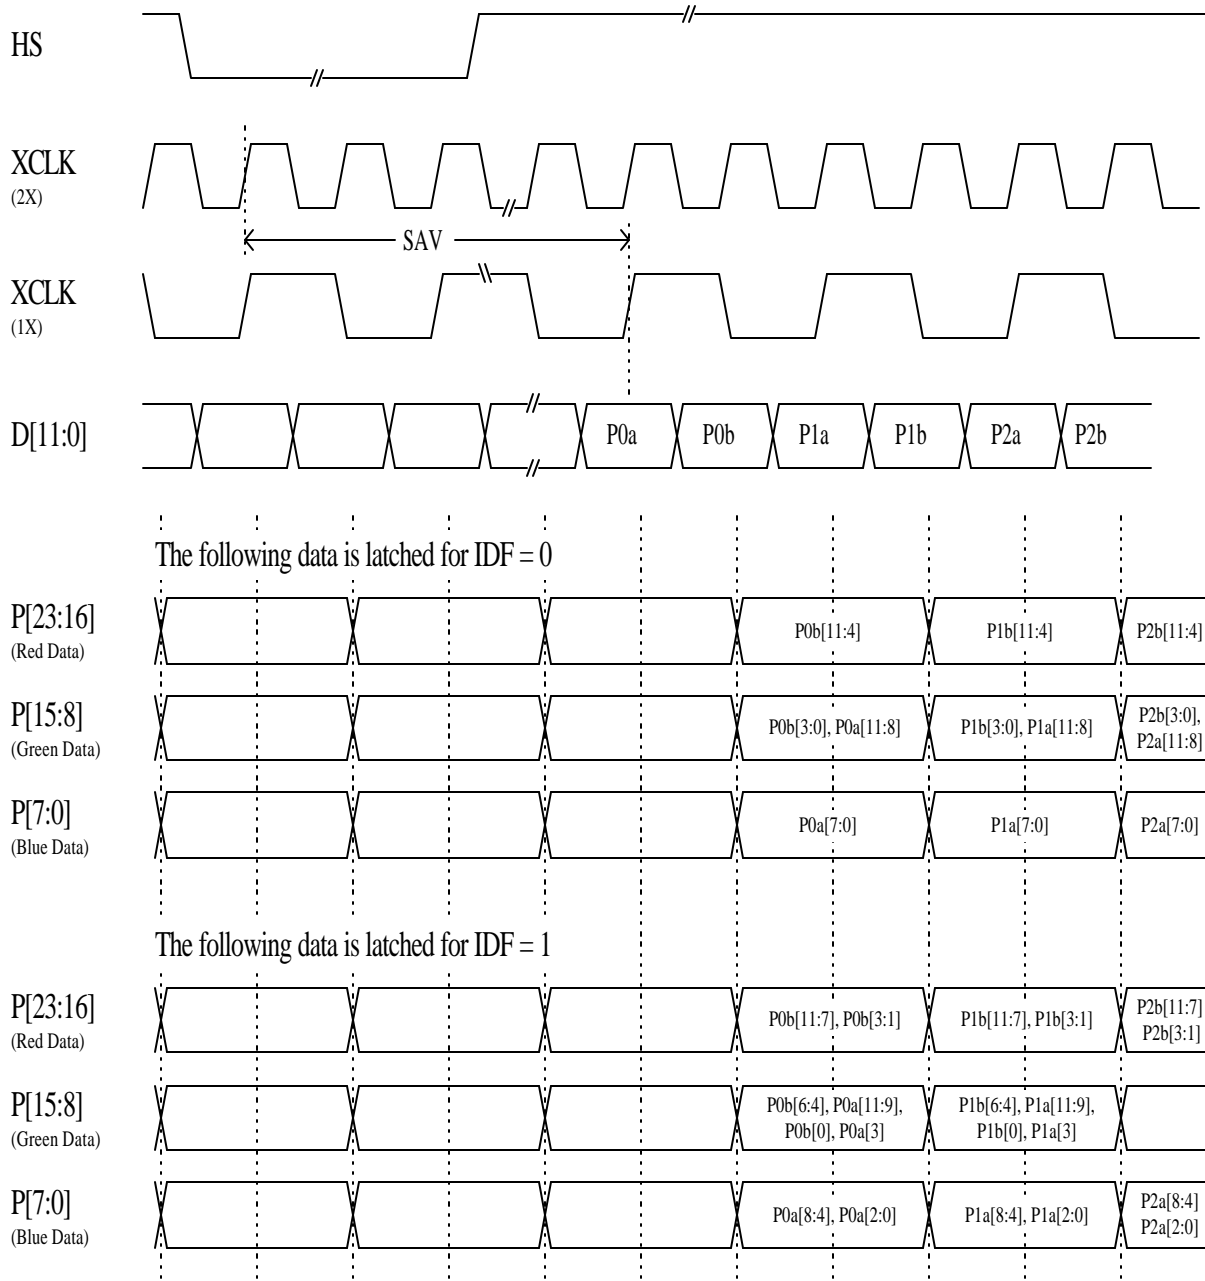 HS
XCLK
(2X)
SAV
XCLK
(1X)
D[11:0]
P0a P0b P1a P1b P2a P2b
The following data is latched for IDF = 0
P[23:16]
(Red Data)
P0b[11:4] P1b[11:4] P2b[11:4]
P[15:8]
(Green Data)
P0b[3:0], P0a[11:8] P1b[3:0], P1a[11:8] P2b[3:0],
P2a[11:8]
P[7:0]
(Blue Data)
P0a[7:0] P1a[7:0] P2a[7:0]
The following data is latched for IDF = 1
P[23:16]
(Red Data)
P0b[11:7], P0b[3:1] P1b[11:7], P1b[3:1] P2b[11:7]
P2b[3:1]
P[15:8]
(Green Data)
P0b[6:4], P0a[11:9], P1b[6:4], P1a[11:9],
P0b[0], P0a[3] P1b[0], P1a[3]
P[7:0]
(Blue Data)
P0a[8:4], P0a[2:0] P1a[8:4], P1a[2:0] P2a[8:4]
P2a[2:0]